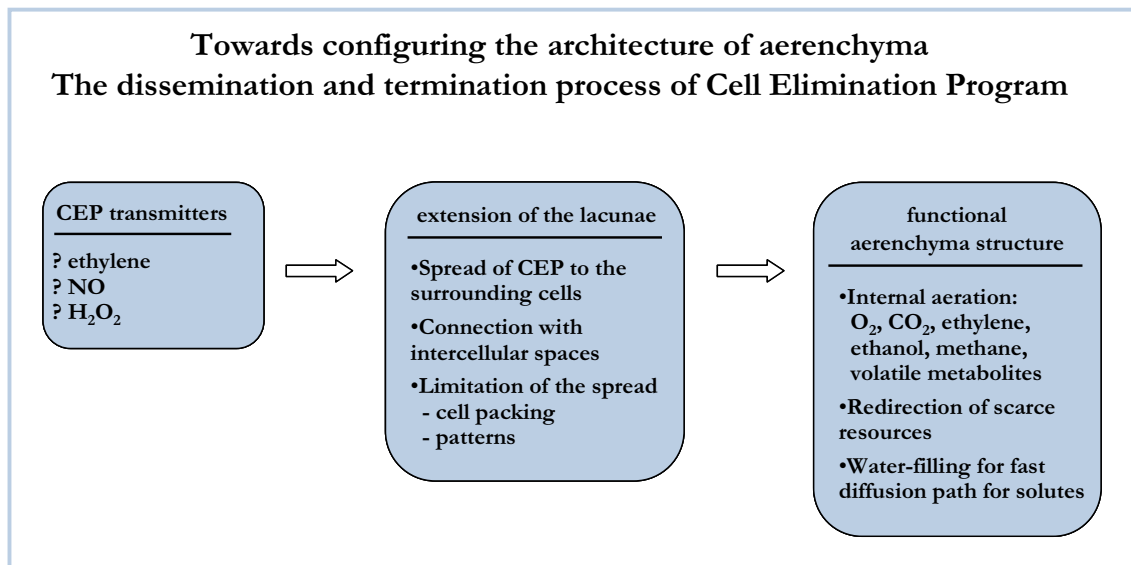 Towards configuring the architecture of aerenchyma
The dissemination and termination process of Cell Elimination Program
CEP transmitters
? ethylene
? NO
? H₂O₂
extension of the lacunae
•Spread of CEP to the
surrounding cells
•Connection with
intercellular spaces
•Limitation of the spread
- cell packing
- patterns
functional
aerenchyma structure
•Internal aeration:
O₂, CO₂, ethylene,
ethanol, methane,
volatile metabolites
•Redirection of scarce
resources
•Water-filling for fast
diffusion path for solutes